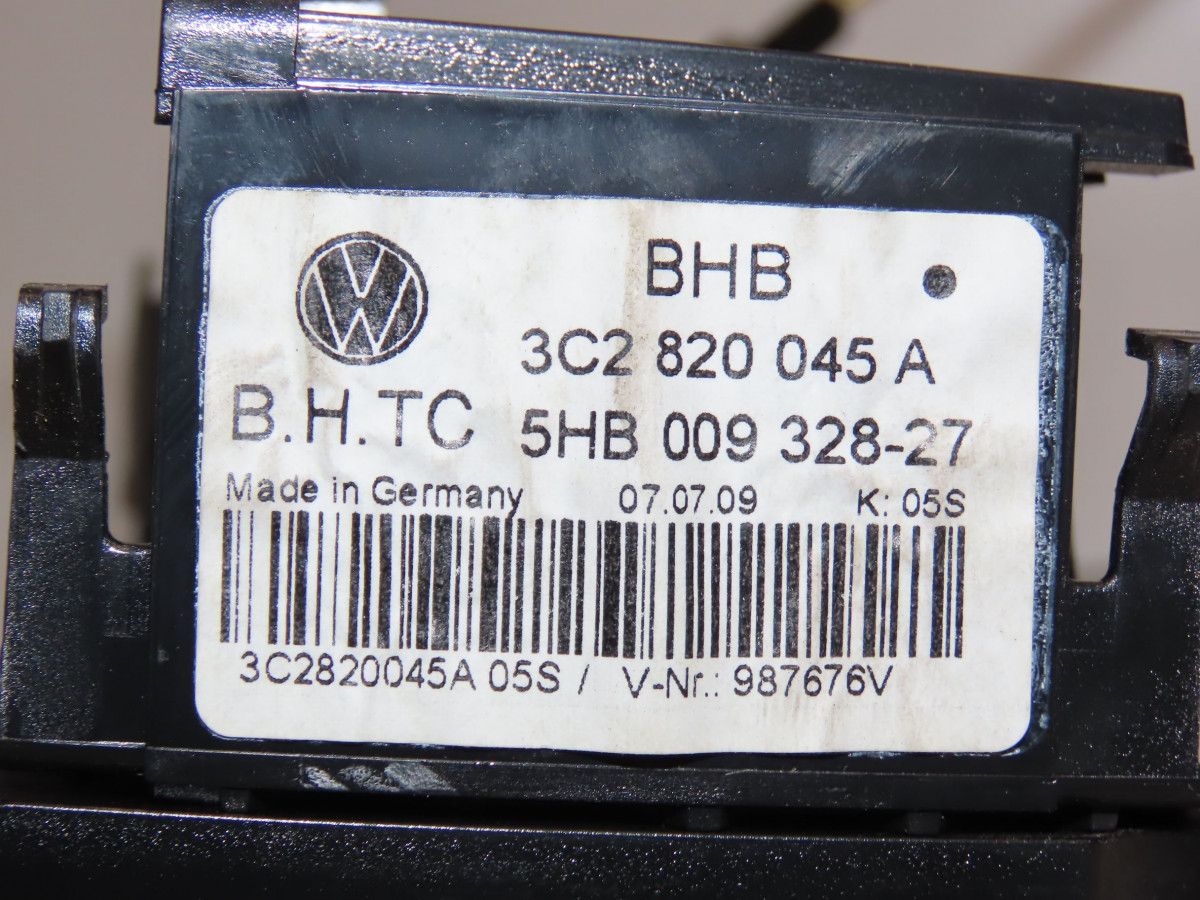 BHB
3C2 820 045 A
B.H.TC 5HB 009 328-27
Made in Germany 07.07.09 K: 05S
3C2820045A 05S / V-Nr.: 987676V